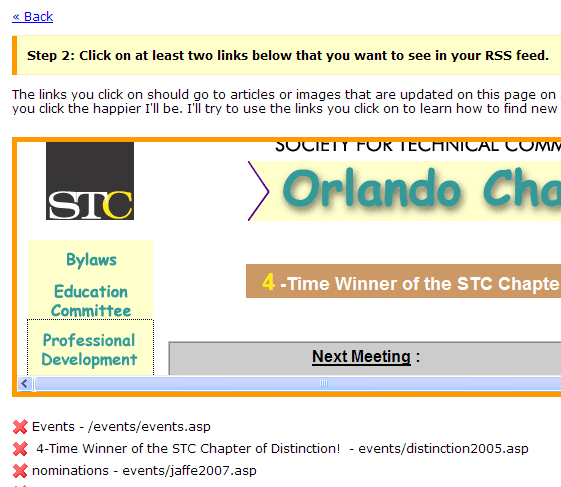 « Back
Step 2: Click on at least two links below that you want to see in your RSS feed.
The links you click on should go to articles or images that are updated on this page on
you click the happier I'll be. I'll try to use the links you click on to learn how to find new
SOCIETY FOR TECHNICAL COMM
STC
Orlando Cha
Bylaws
4 -Time Winner of the STC Chapte
Education
Committee
Professional
Development
Next Meeting :
Events - /events/events.asp
4-Time Winner of the STC Chapter of Distinction! - events/distinction2005.asp
nominations - events/jaffe2007.asp